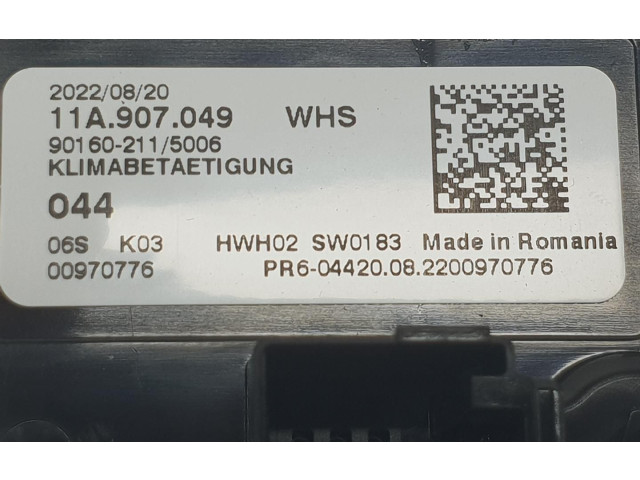 2022/08/20
11A.907.049 WHS
90160-211/5006
KLIMABETAETIGUNG
044
06S K03 HWH02 SW0183 Made in Romania
00970776 PR6-04420.08.2200970776